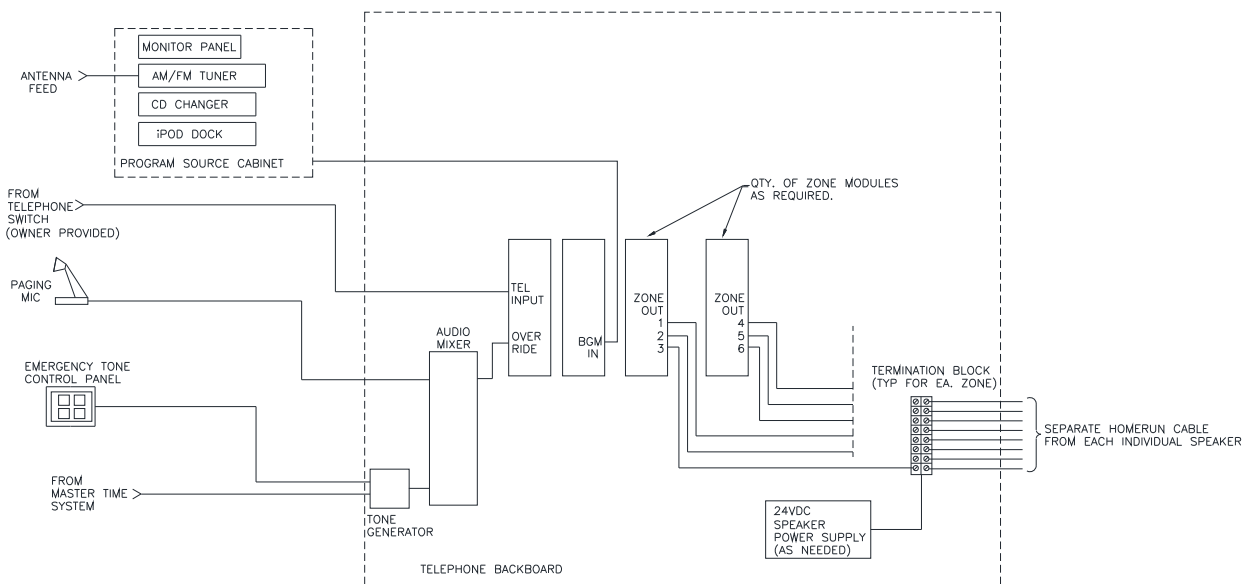 MONITOR PANEL
AM/FM TUNER
CD CHANGER
iPOD DOCK
PROGRAM SOURCE CABINET
ANTENNA
FEED
FROM
TELEPHONE
SWITCH
(OWNER PROVIDED)
PAGING
MIC
EMERGENCY TONE
CONTROL PANEL
FROM
MASTER TIME
SYSTEM
TONE
GENERATOR
AUDIO
MIXER
TEL
INPUT
OVER
RIDE
BGM
IN
ZONE
OUT
1
2
3
ZONE
OUT
4
5
6
QTY. OF ZONE MODULES
AS REQUIRED.
TERMINATION BLOCK
(TYP FOR EA. ZONE)
SEPARATE HOMERUN CABLE
FROM EACH INDIVIDUAL SPEAKER
24VDC
SPEAKER
POWER SUPPLY
(AS NEEDED)
TELEPHONE BACKBOARD